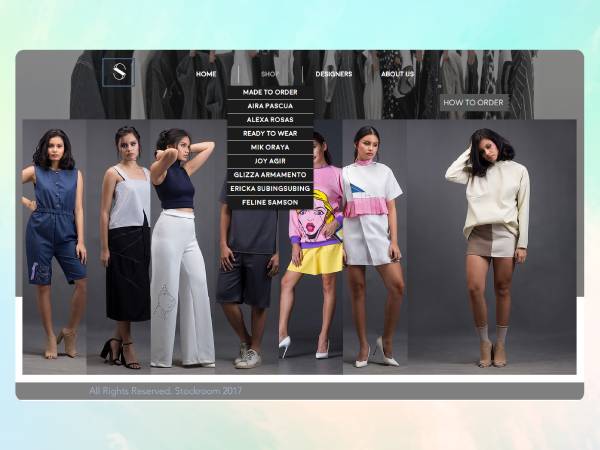 S
HOME
SHOP
DESIGNERS
ABOUT US
MADE TO ORDER
AIRA PASCUA
ALEXA ROSAS
READY TO WEAR
MIK ORAYA
JOY AGIR
GLIZZA ARMAMENTO
ERICKA SUBINGSUBING
FELINE SAMSON
HOW TO ORDER
All Rights Reserved. Stockroom 2017